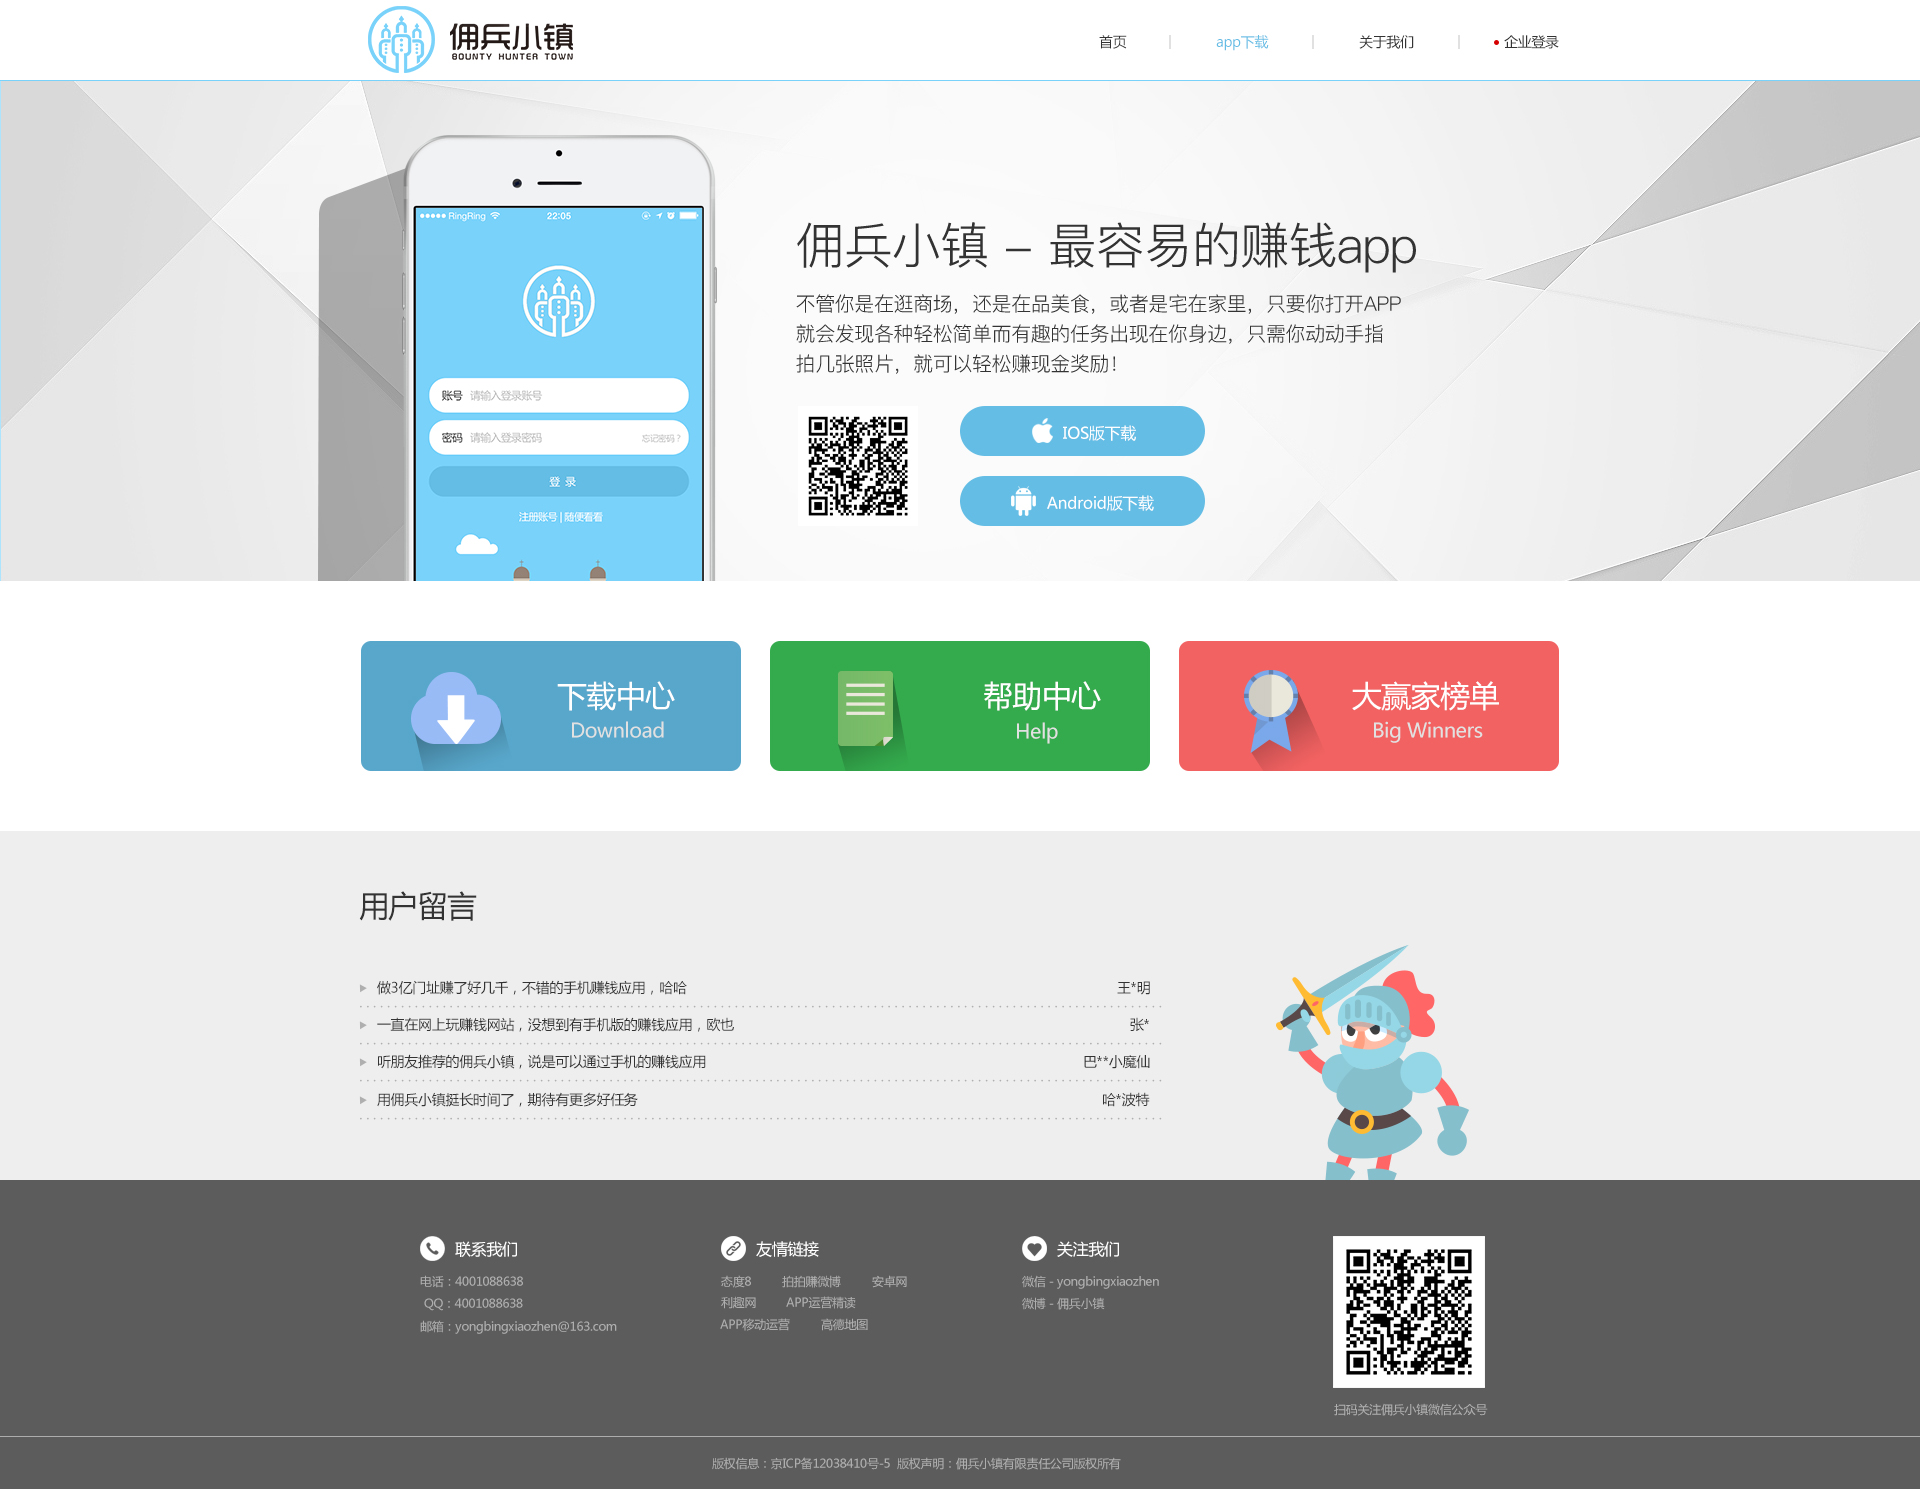 佣兵小镇
BOUNTY HUNTER TOWN
首页
app下载
关于我们
企业登录
RingRing
22:05
账号 请输入登录账号
密码 请输入登录密码 忘记密码？
登 录
注册账号 | 随便看看
佣兵小镇 – 最容易的赚钱app
不管你是在逛商场，还是在品美食，或者是宅在家里，只要你打开APP
就会发现各种轻松简单而有趣的任务出现在你身边，只需你动动手指
拍几张照片，就可以轻松赚现金奖励！
IOS版下载
Android版下载
下载中心
Download
帮助中心
Help
大赢家榜单
Big Winners
用户留言
做3亿门址赚了好几千，不错的手机赚钱应用，哈哈 王*明
一直在网上玩赚钱网站，没想到有手机版的赚钱应用，欧也 张*
听朋友推荐的佣兵小镇，说是可以通过手机的赚钱应用 巴**小魔仙
用佣兵小镇挺长时间了，期待有更多好任务 哈*波特
联系我们
电话：4001088638
QQ：4001088638
邮箱：yongbingxiaozhen@163.com
友情链接
态度8 拍拍赚微博 安卓网
利趣网 APP运营精读
APP移动运营 高德地图
关注我们
微信 - yongbingxiaozhen
微博 - 佣兵小镇
扫码关注佣兵小镇微信公众号
版权信息：京ICP备12038410号-5 版权声明：佣兵小镇有限责任公司版权所有